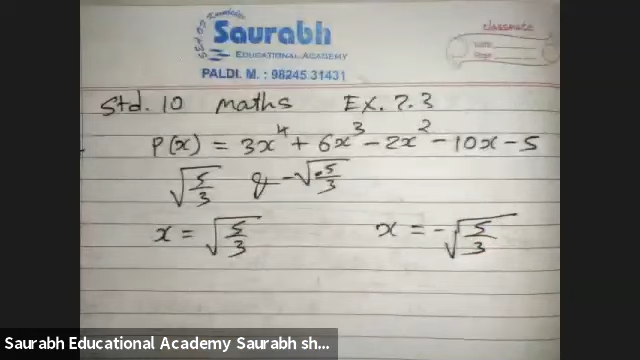 Saurabh
EDUCATIONAL ACADEMY
PALDI. M. : 98245 31431
classmate
Std. 10 maths Ex. 2.3
P(x) = 3x⁴ + 6x³ - 2x² - 10x - 5
√5/3 & -√5/3
x = √5/3 x = -√5/3
Saurabh Educational Academy Saurabh sh...